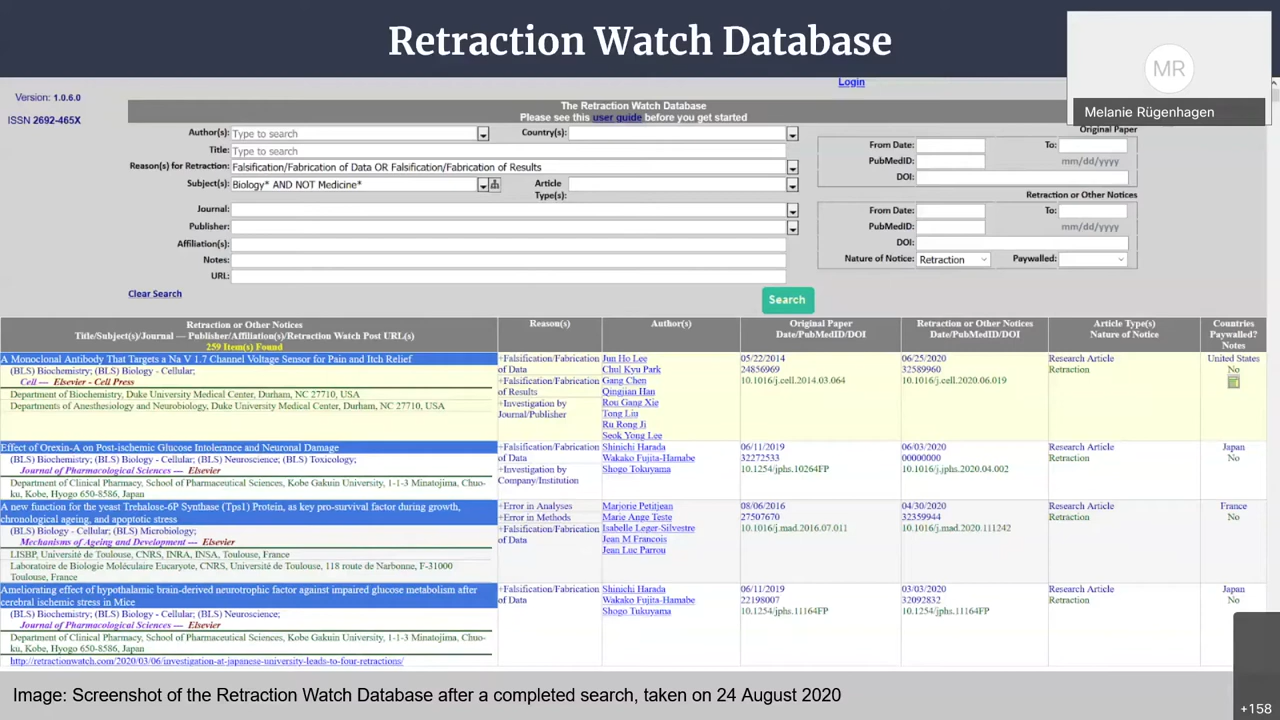 Retraction Watch Database
MR
Melanie Rügenhagen
Login
Version: 1.0.6.0
ISSN 2692-465X
The Retraction Watch Database
Please see this user guide before you get started
Author(s): Type to search
Country(s):
Title: Type to search
Reason(s) for Retraction: Falsification/Fabrication of Data OR Falsification/Fabrication of Results
Subject(s): Biology* AND NOT Medicine*
Article
Type(s):
Journal:
Publisher:
Affiliation(s):
Notes:
URL:
Original Paper
From Date:
To:
PubMedID:
mm/dd/yyyy
DOI:
Retraction or Other Notices
From Date:
To:
PubMedID:
mm/dd/yyyy
DOI:
Nature of Notice: Retraction
Paywalled:
Clear Search
Search
Retraction or Other Notices
Title/Subject(s)/Journal — Publisher/Affiliation(s)/Retraction Watch Post URL(s)
259 Item(s) Found
Reason(s)
Author(s)
Original Paper
Date/PubMedID/DOI
Retraction or Other Notices
Date/PubMedID/DOI
Article Type(s)
Nature of Notice
Countries
Paywalled?
Notes
A Monoclonal Antibody That Targets a Na V 1.7 Channel Voltage Sensor for Pain and Itch Relief
(BLS) Biochemistry; (BLS) Biology - Cellular;
Cell --- Elsevier - Cell Press
Department of Biochemistry, Duke University Medical Center, Durham, NC 27710, USA
Departments of Anesthesiology and Neurobiology, Duke University Medical Center, Durham, NC 27710, USA
+Falsification/Fabrication
of Data
+Falsification/Fabrication
of Results
+Investigation by
Journal/Publisher
Jun Ho Lee
Chul Kyu Park
Gang Chen
Qingjian Han
Rou Gang Xie
Tong Liu
Ru Rong Ji
Seok Yong Lee
05/22/2014
24856969
10.1016/j.cell.2014.03.064
06/25/2020
32589960
10.1016/j.cell.2020.06.019
Research Article
Retraction
United States
No
Effect of Orexin-A on Post-ischemic Glucose Intolerance and Neuronal Damage
(BLS) Biochemistry; (BLS) Biology - Cellular; (BLS) Neuroscience; (BLS) Toxicology;
Journal of Pharmacological Sciences --- Elsevier
Department of Clinical Pharmacy, School of Pharmaceutical Sciences, Kobe Gakuin University, 1-1-3 Minatojima, Chuo-
ku, Kobe, Hyogo 650-8586, Japan
+Falsification/Fabrication
of Data
+Investigation by
Company/Institution
Shinichi Harada
Wakako Fujita-Hamabe
Shogo Tokuyama
06/11/2019
32272533
10.1254/jphs.10264FP
06/03/2020
00000000
10.1016/j.jphs.2020.04.002
Research Article
Retraction
Japan
No
A new function for the yeast Trehalose-6P Synthase (Tps1) Protein, as key pro-survival factor during growth,
chronological ageing, and apoptotic stress
(BLS) Biology - Cellular; (BLS) Microbiology;
Mechanisms of Ageing and Development --- Elsevier
LISBP, Université de Toulouse, CNRS, INRA, INSA, Toulouse, France
Laboratoire de Biologie Moléculaire Eucaryote, CNRS, Université de Toulouse, 118 route de Narbonne, F-31000
Toulouse, France
+Error in Analyses
+Error in Methods
+Falsification/Fabrication
of Data
Marjorie Petitjean
Marie Ange Teste
Isabelle Leger-Silvestre
Jean M Francois
Jean Luc Parrou
08/06/2016
27507670
10.1016/j.mad.2016.07.011
04/30/2020
32359944
10.1016/j.mad.2020.111242
Research Article
Retraction
France
No
Ameliorating effect of hypothalamic brain-derived neurotrophic factor against impaired glucose metabolism after
cerebral ischemic stress in Mice
(BLS) Biochemistry; (BLS) Biology - Cellular; (BLS) Neuroscience;
Journal of Pharmacological Sciences --- Elsevier
Department of Clinical Pharmacy, School of Pharmaceutical Sciences, Kobe Gakuin University, 1-1-3 Minatojima, Chuo-
ku, Kobe, Hyogo 650-8586, Japan
http://retractionwatch.com/2020/03/06/investigation-at-japanese-university-leads-to-four-retractions/
+Falsification/Fabrication
of Data
Shinichi Harada
Wakako Fujita-Hamabe
Shogo Tokuyama
06/11/2019
22198007
10.1254/jphs.11164FP
03/03/2020
32092832
10.1254/jphs.11164FP
Research Article
Retraction
Japan
No
Image: Screenshot of the Retraction Watch Database after a completed search, taken on 24 August 2020
+158